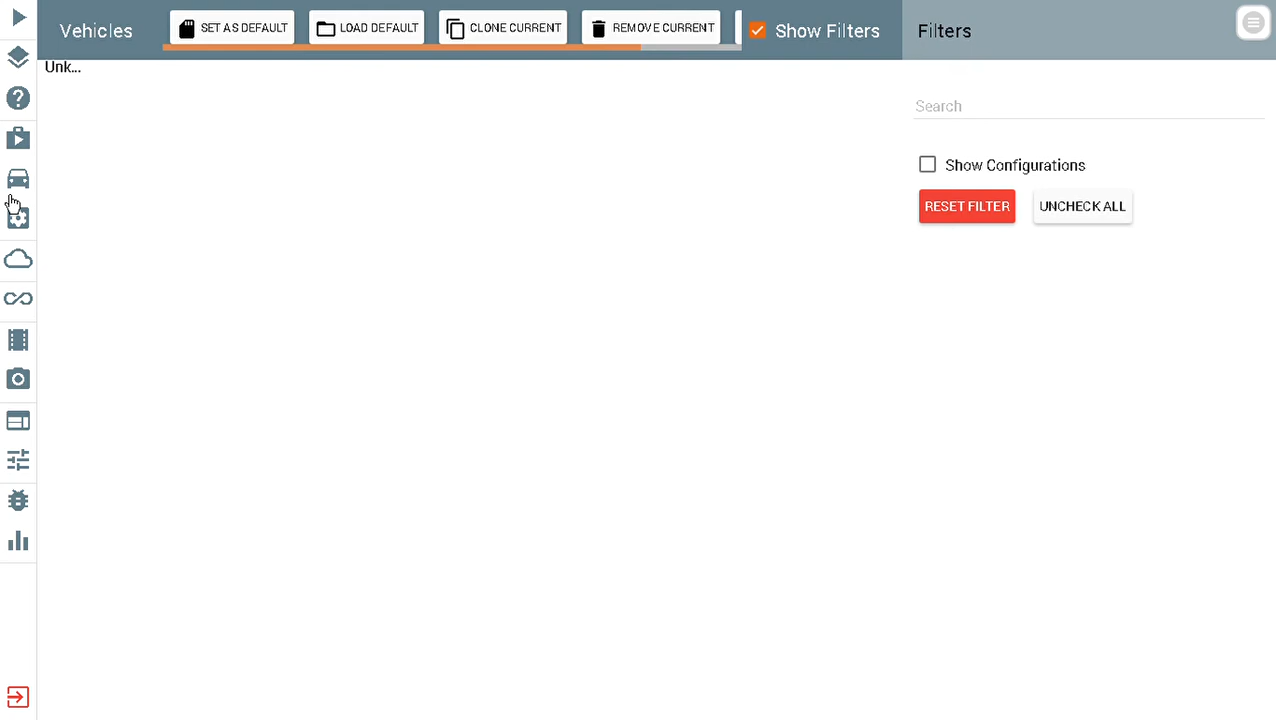 Vehicles
SET AS DEFAULT
LOAD DEFAULT
CLONE CURRENT
REMOVE CURRENT
Show Filters
Filters
Unk...
Search
Show Configurations
RESET FILTER
UNCHECK ALL